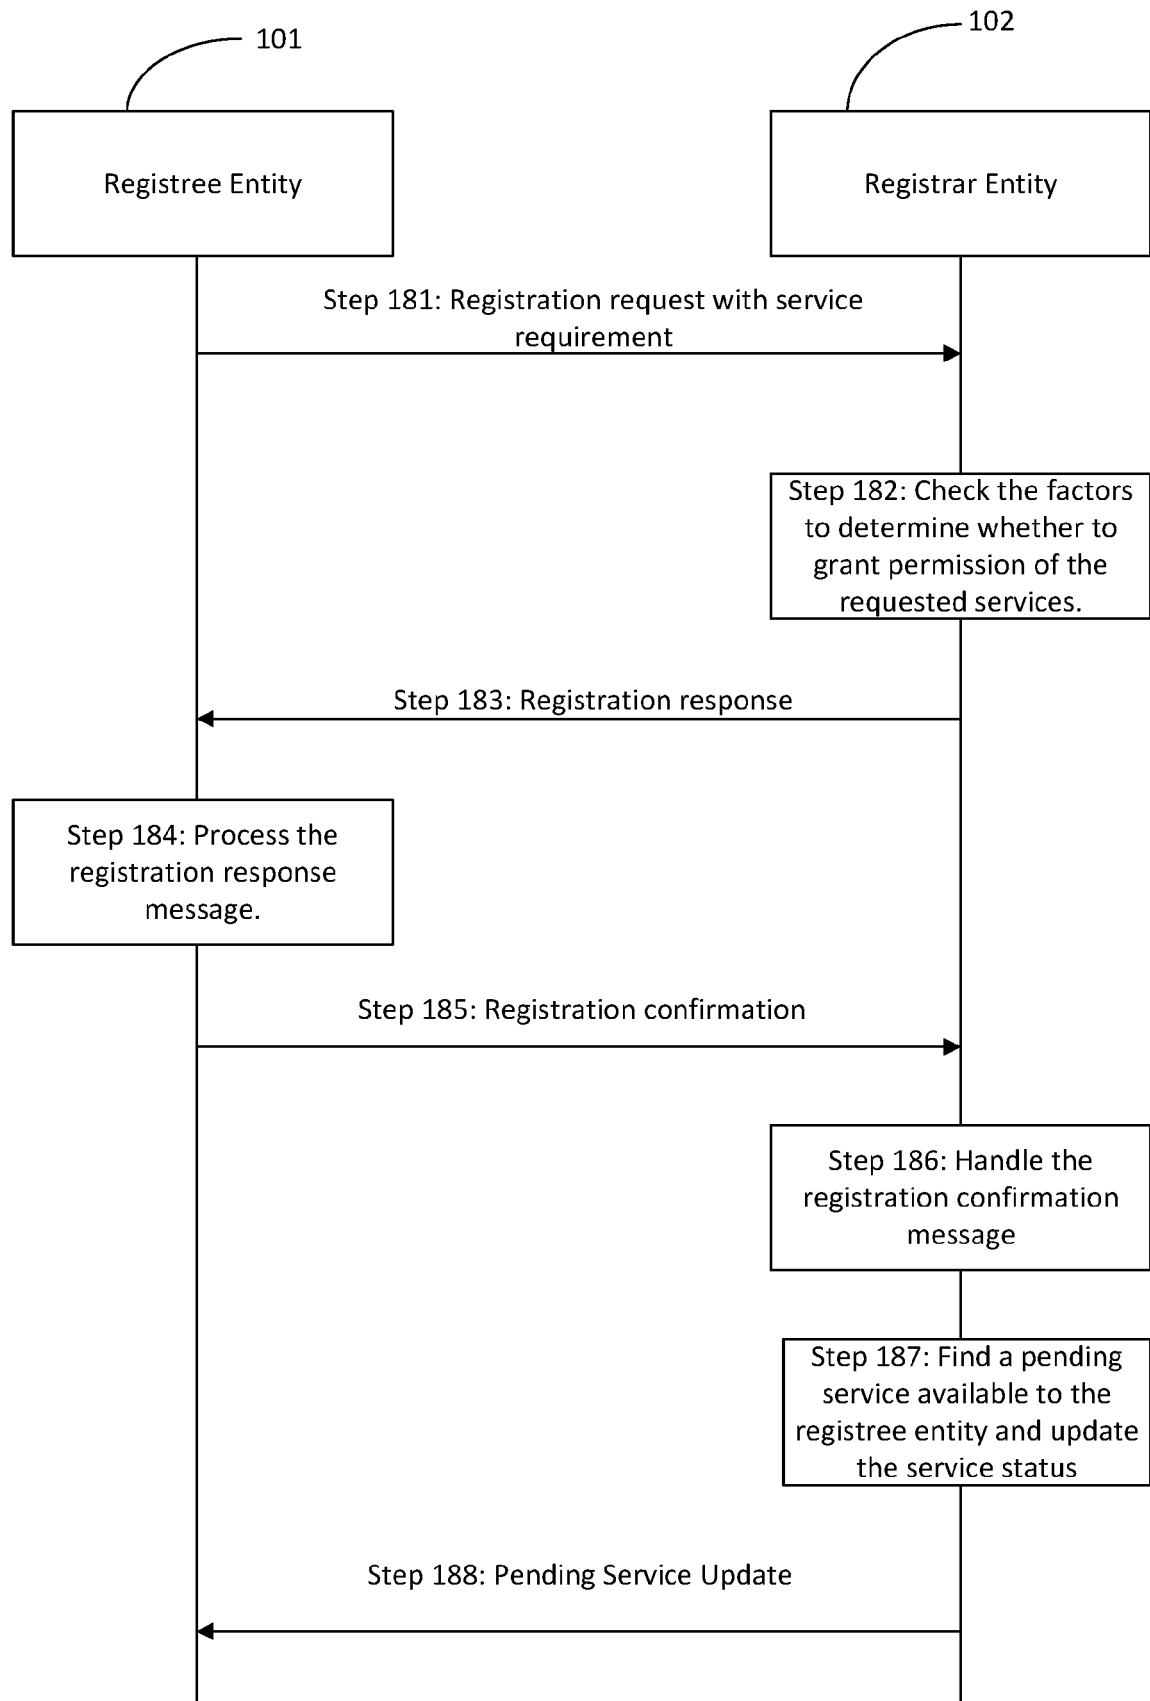 101
102
Registree Entity
Registrar Entity
Step 181: Registration request with service
requirement
Step 182: Check the factors
to determine whether to
grant permission of the
requested services.
Step 183: Registration response
Step 184: Process the
registration response
message.
Step 185: Registration confirmation
Step 186: Handle the
registration confirmation
message
Step 187: Find a pending
service available to the
registree entity and update
the service status
Step 188: Pending Service Update